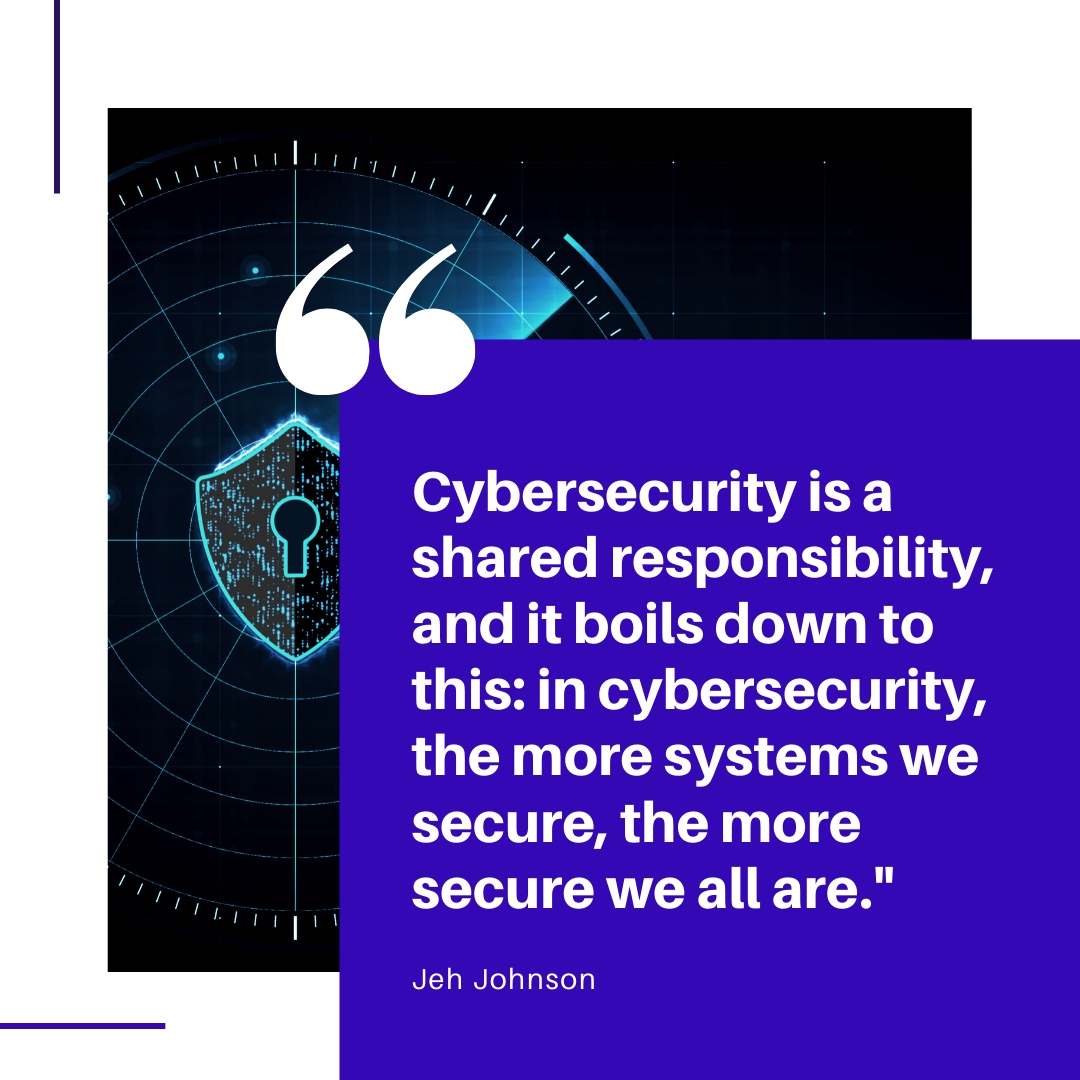 “
Cybersecurity is a
shared responsibility,
and it boils down to
this: in cybersecurity,
the more systems we
secure, the more
secure we all are."
Jeh Johnson